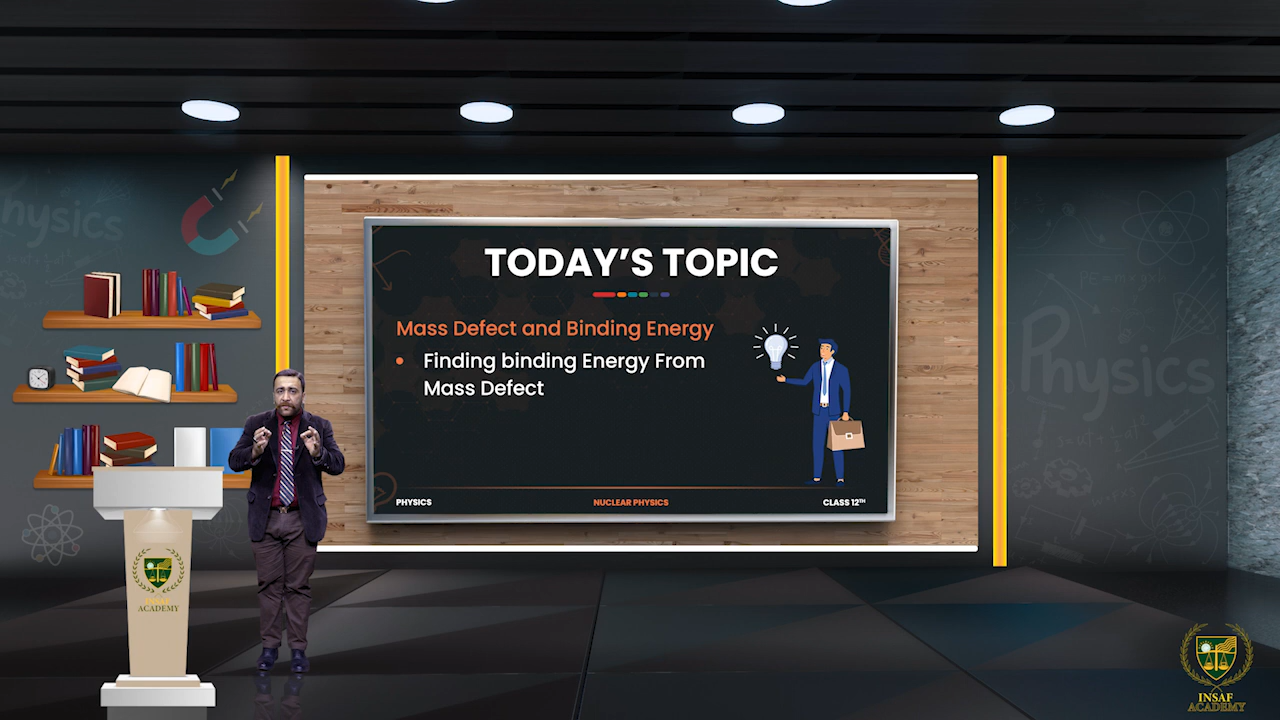 Physics
TODAY'S TOPIC
Mass Defect and Binding Energy
• Finding binding Energy From
Mass Defect
PHYSICS
NUCLEAR PHYSICS
CLASS 12TH
Physics
INSAF
ACADEMY
INSAF
ACADEMY